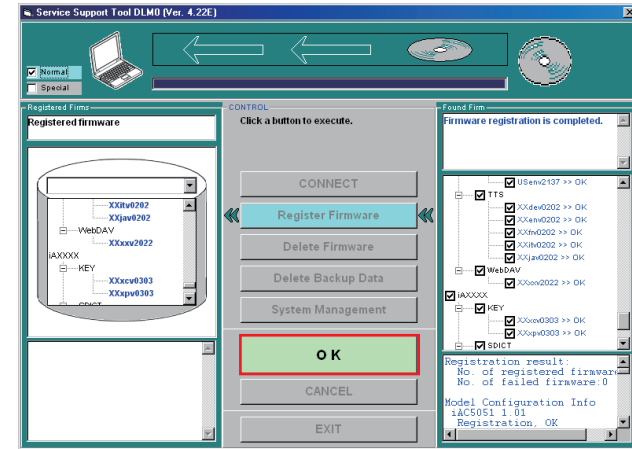 Service Support Tool DLM0 (Ver. 4.22E)
Normal
Special
Registered Firms
Registered firmware
XXitv0202
XXjav0202
WebDAV
XXxxv2022
iAXXXX
KEY
XXxcv0303
XXxpv0303
SDICT
CONTROL
Click a button to execute.
CONNECT
Register Firmware
Delete Firmware
Delete Backup Data
System Management
O K
CANCEL
EXIT
Found Firm
Firmware registration is completed.
USenv2137 >> OK
TTS
XXdev0202 >> OK
XXenv0202 >> OK
XXfrv0202 >> OK
XXitv0202 >> OK
XXjav0202 >> OK
WebDAV
XXxxv2022 >> OK
iAXXXX
KEY
XXxcv0303 >> OK
XXxpv0303 >> OK
SDICT
Registration result:
No. of registered firmware
No. of failed firmware:0
Model Configuration Info
iAC5051 1.01
Registration, OK